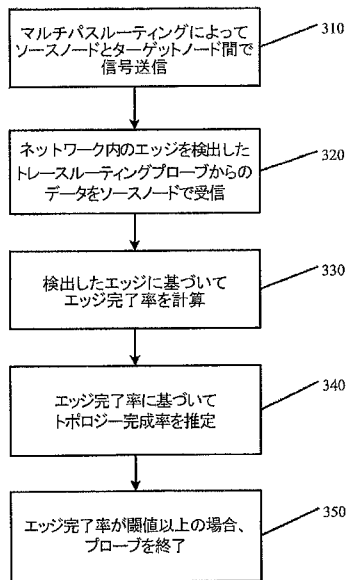 マルチパスルーティングによって
ソースノードとターゲットノード間で
信号送信
310
ネットワーク内のエッジを検出した
トレースルーティングプローブからの
データをソースノードで受信
320
検出したエッジに基づいて
エッジ完了率を計算
330
エッジ完了率に基づいて
トポロジー完成率を推定
340
エッジ完了率が閾値以上の場合、
プローブを終了
350